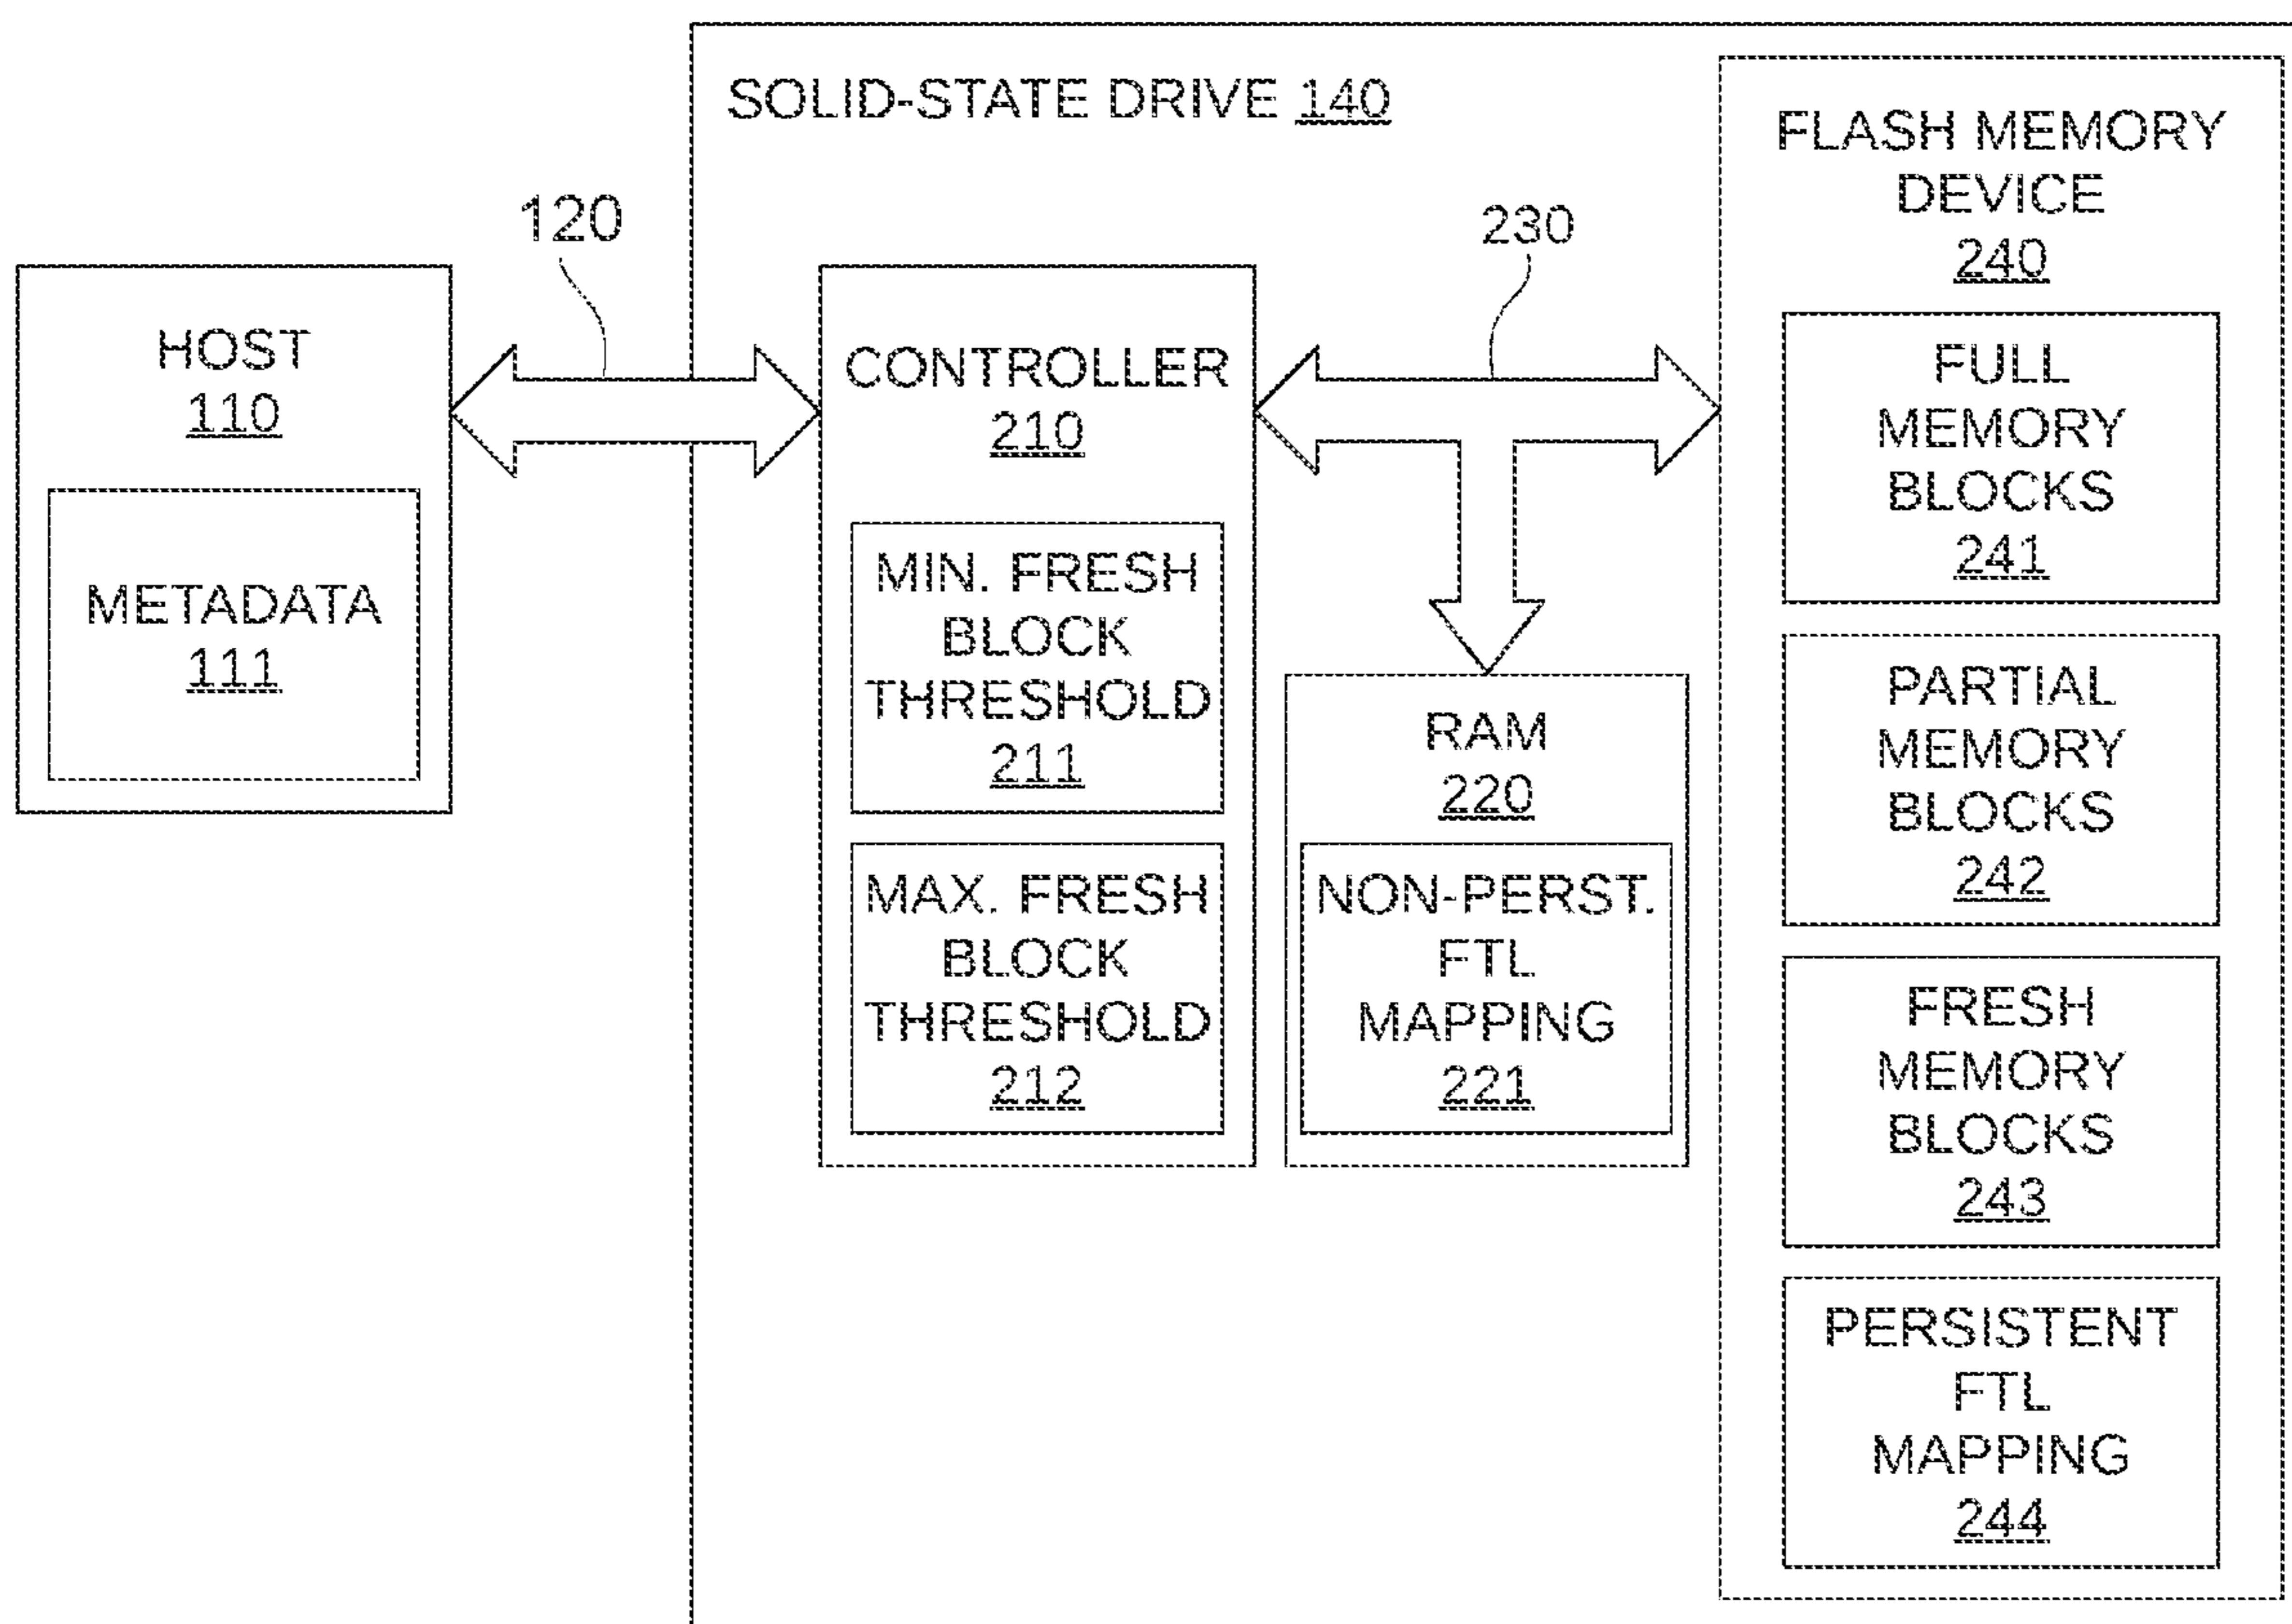 SOLID-STATE DRIVE 140
120
HOST
110
METADATA
111
CONTROLLER
210
MIN. FRESH
BLOCK
THRESHOLD
211
MAX. FRESH
BLOCK
THRESHOLD
212
230
RAM
220
NON-PERST.
FTL
MAPPING
221
FLASH MEMORY
DEVICE
240
FULL
MEMORY
BLOCKS
241
PARTIAL
MEMORY
BLOCKS
242
FRESH
MEMORY
BLOCKS
243
PERSISTENT
FTL
MAPPING
244